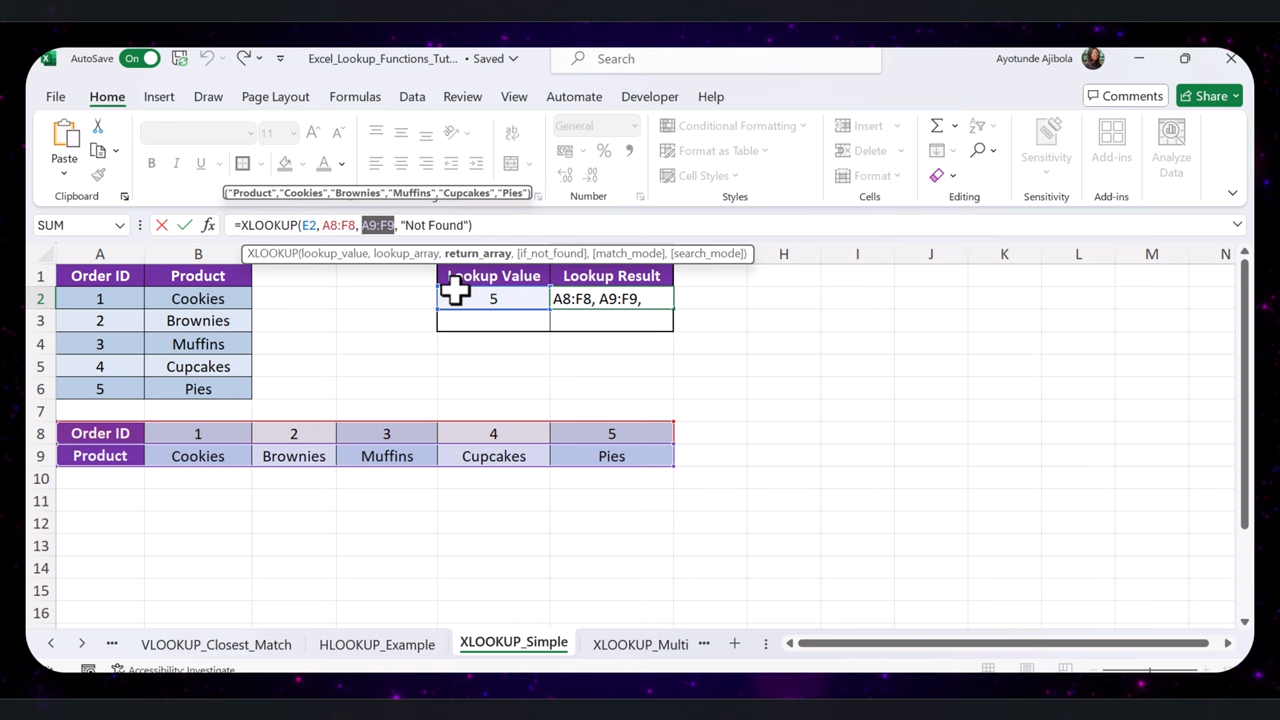 AutoSave On Excel_Lookup_Functions_Tut... • Saved Search Ayotunde Ajibola
File Home Insert Draw Page Layout Formulas Data Review View Automate Developer Help Comments Share
Paste 11 General Conditional Formatting Insert
Format as Table Delete Sensitivity Add-ins Analyze Data
B I U A Cell Styles Format
{"Product","Cookies","Brownies","Muffins","Cupcakes","Pies"}
Clipboard Number Styles Cells Sensitivity Add-ins
SUM fx =XLOOKUP(E2, A8:F8, A9:F9, "Not Found")
XLOOKUP(lookup_value, lookup_array, return_array, [if_not_found], [match_mode], [search_mode])
A B H I J K L M N
1 Order ID Product Lookup Value Lookup Result
2 1 Cookies 5 A8:F8, A9:F9,
3 2 Brownies
4 3 Muffins
5 4 Cupcakes
6 5 Pies
7
8 Order ID 1 2 3 4 5
9 Product Cookies Brownies Muffins Cupcakes Pies
10
11
12
13
14
15
16
VLOOKUP_Closest_Match HLOOKUP_Example XLOOKUP_Simple XLOOKUP_Multi ...
Accessibility: Investigate